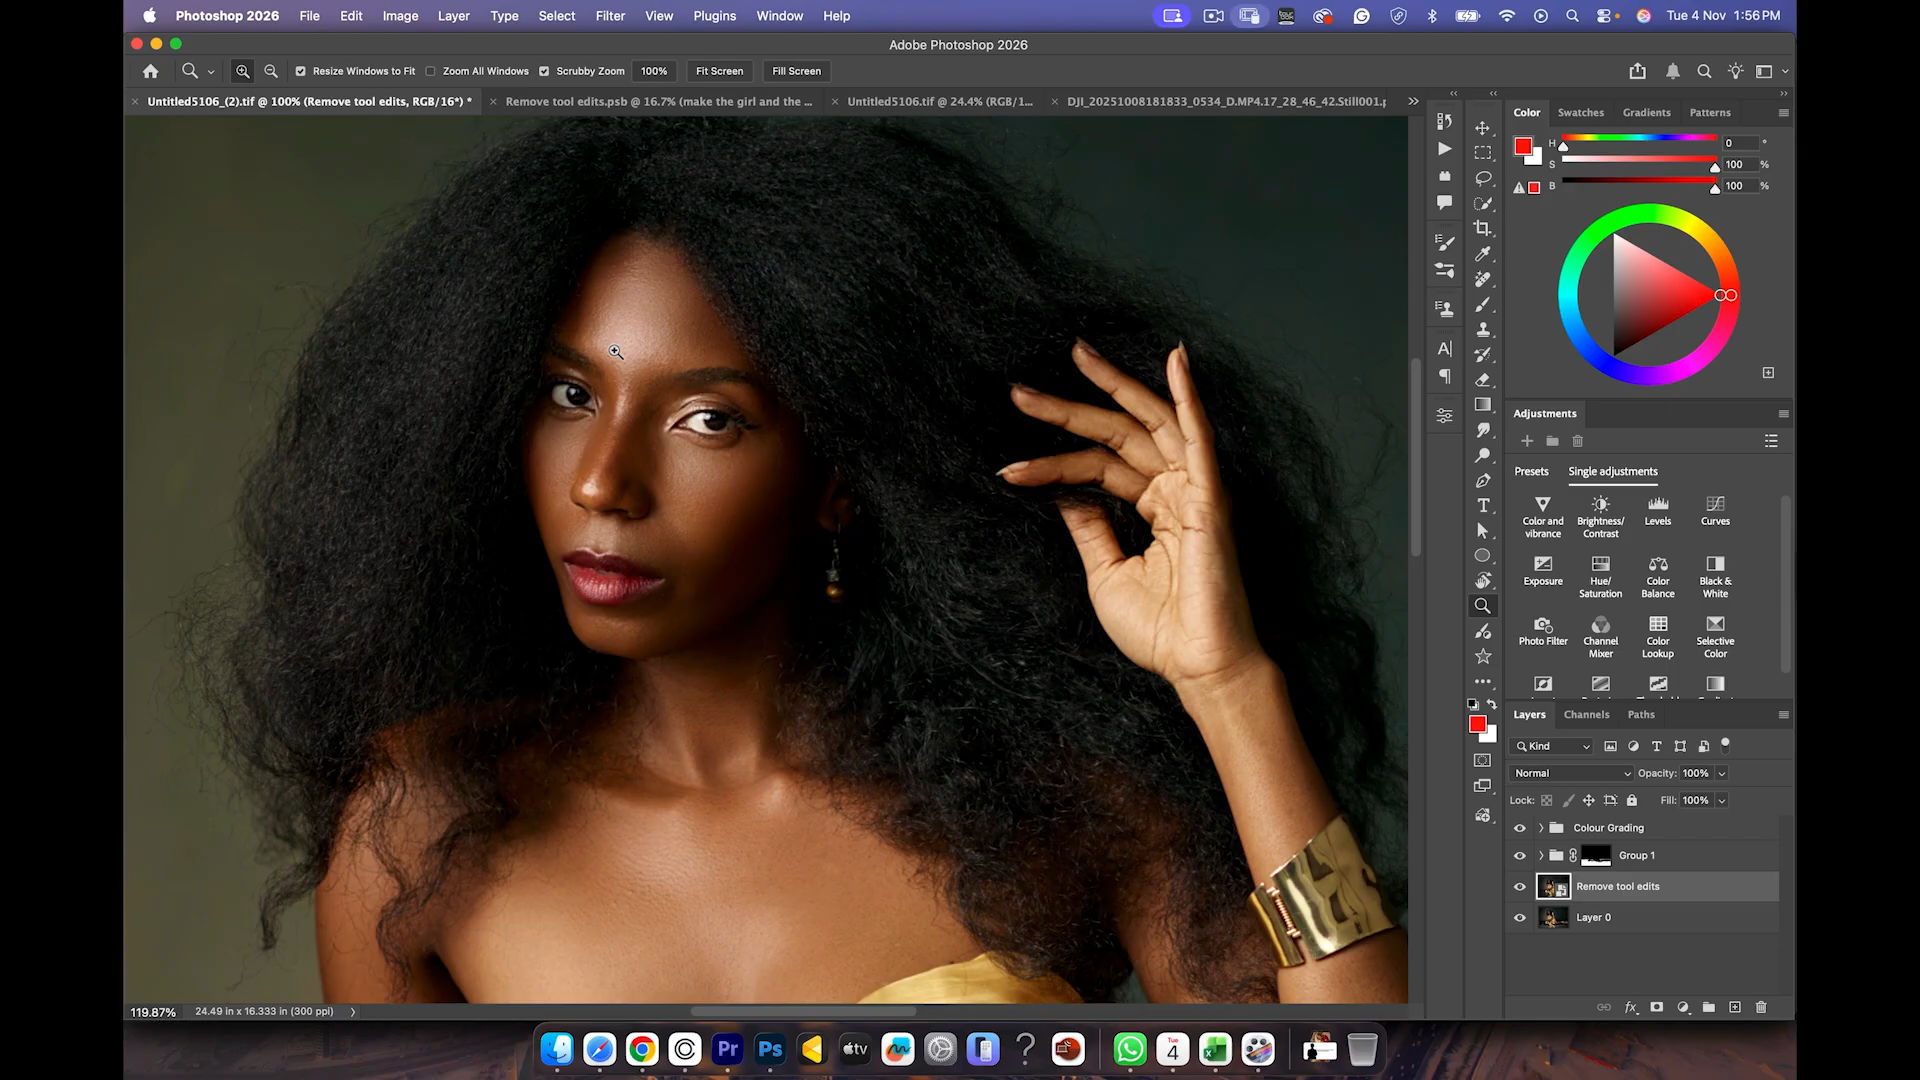 Photoshop 2026 File Edit Image Layer Type Select Filter View Plugins Window Help Tue 4 Nov 1:56 PM
Adobe Photoshop 2026
Resize Windows to Fit Zoom All Windows Scrubby Zoom 100% Fit Screen Fill Screen
Untitled5106_(2).tif @ 100% (Remove tool edits, RGB/16*) * Remove tool edits.psb @ 16.7% (make the girl and the ... Untitled5106.tif @ 24.4% (RGB/1... DJI_20251008181833_0534_D.MP4.17_28_46_42.Still001.p
Color Swatches Gradients Patterns
H 0 °
S 100 %
B 100 %
Adjustments
Presets Single adjustments
Color and vibrance
Brightness/ Contrast
Levels
Curves
Exposure
Hue/ Saturation
Color Balance
Black & White
Photo Filter
Channel Mixer
Color Lookup
Selective Color
Layers Channels Paths
Kind
Normal Opacity: 100%
Lock: Fill: 100%
Colour Grading
Group 1
Remove tool edits
Layer 0
119.87% 24.49 in x 16.333 in (300 ppi)
Pr Ps tv Tue 4